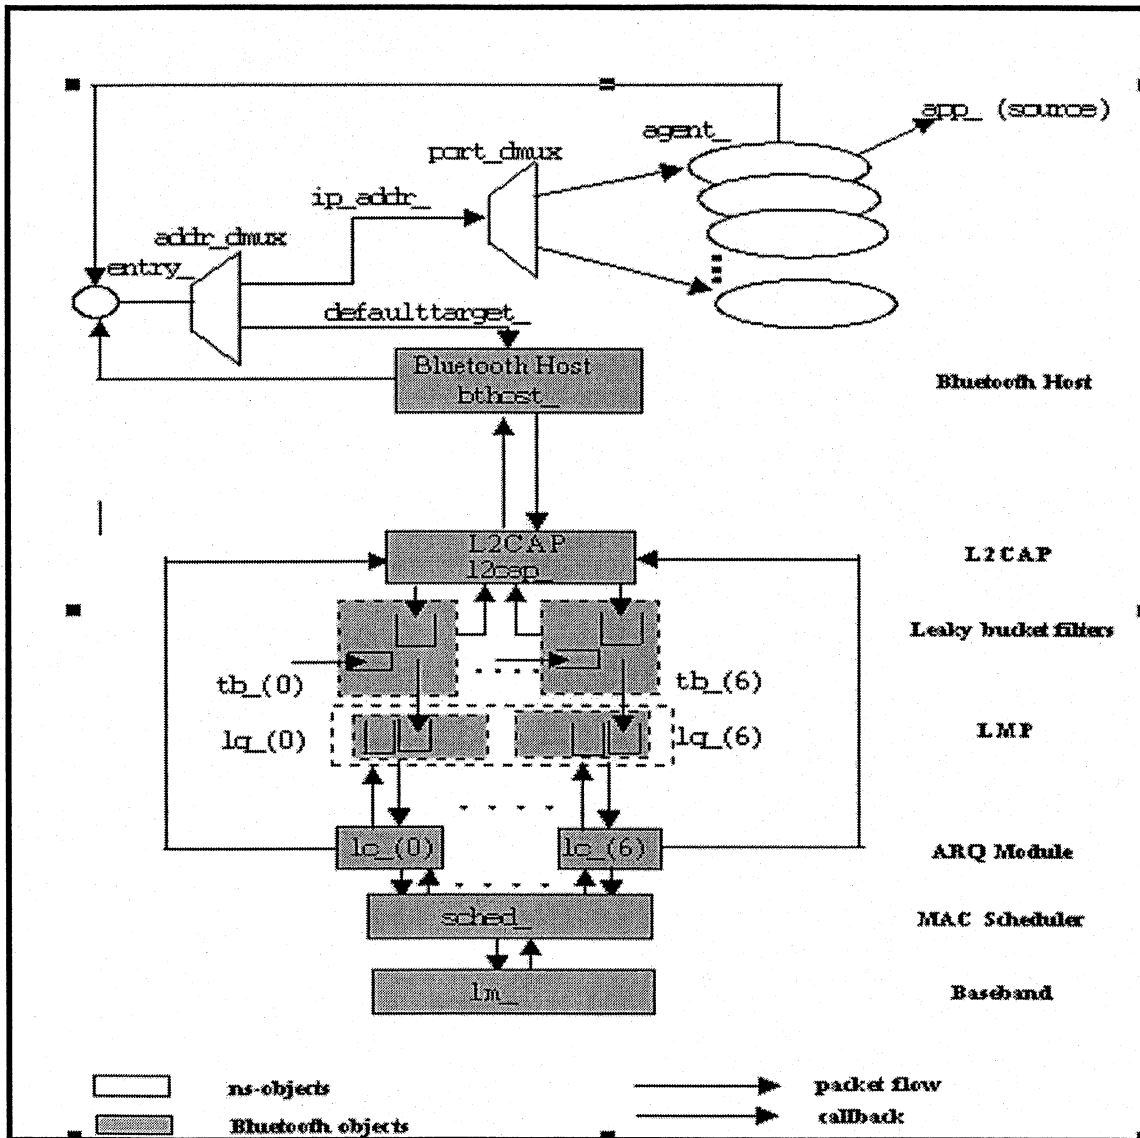 app_ (source)
agent_
port_dmux
ip_addr_
addr_dmux
entry_
defaulttarget_
Bluetooth Host
bthost_
Bluetooth Host
L2CAP
l2cap_
L2CAP
Leaky bucket filters
tb_(0)
tb_(6)
lq_(0)
lq_(6)
LMP
lc_(0)
lc_(6)
ARQ Module
sched_
MAC Scheduler
lm_
Baseband
ns-objects
packet flow
Bluetooth objects
callback